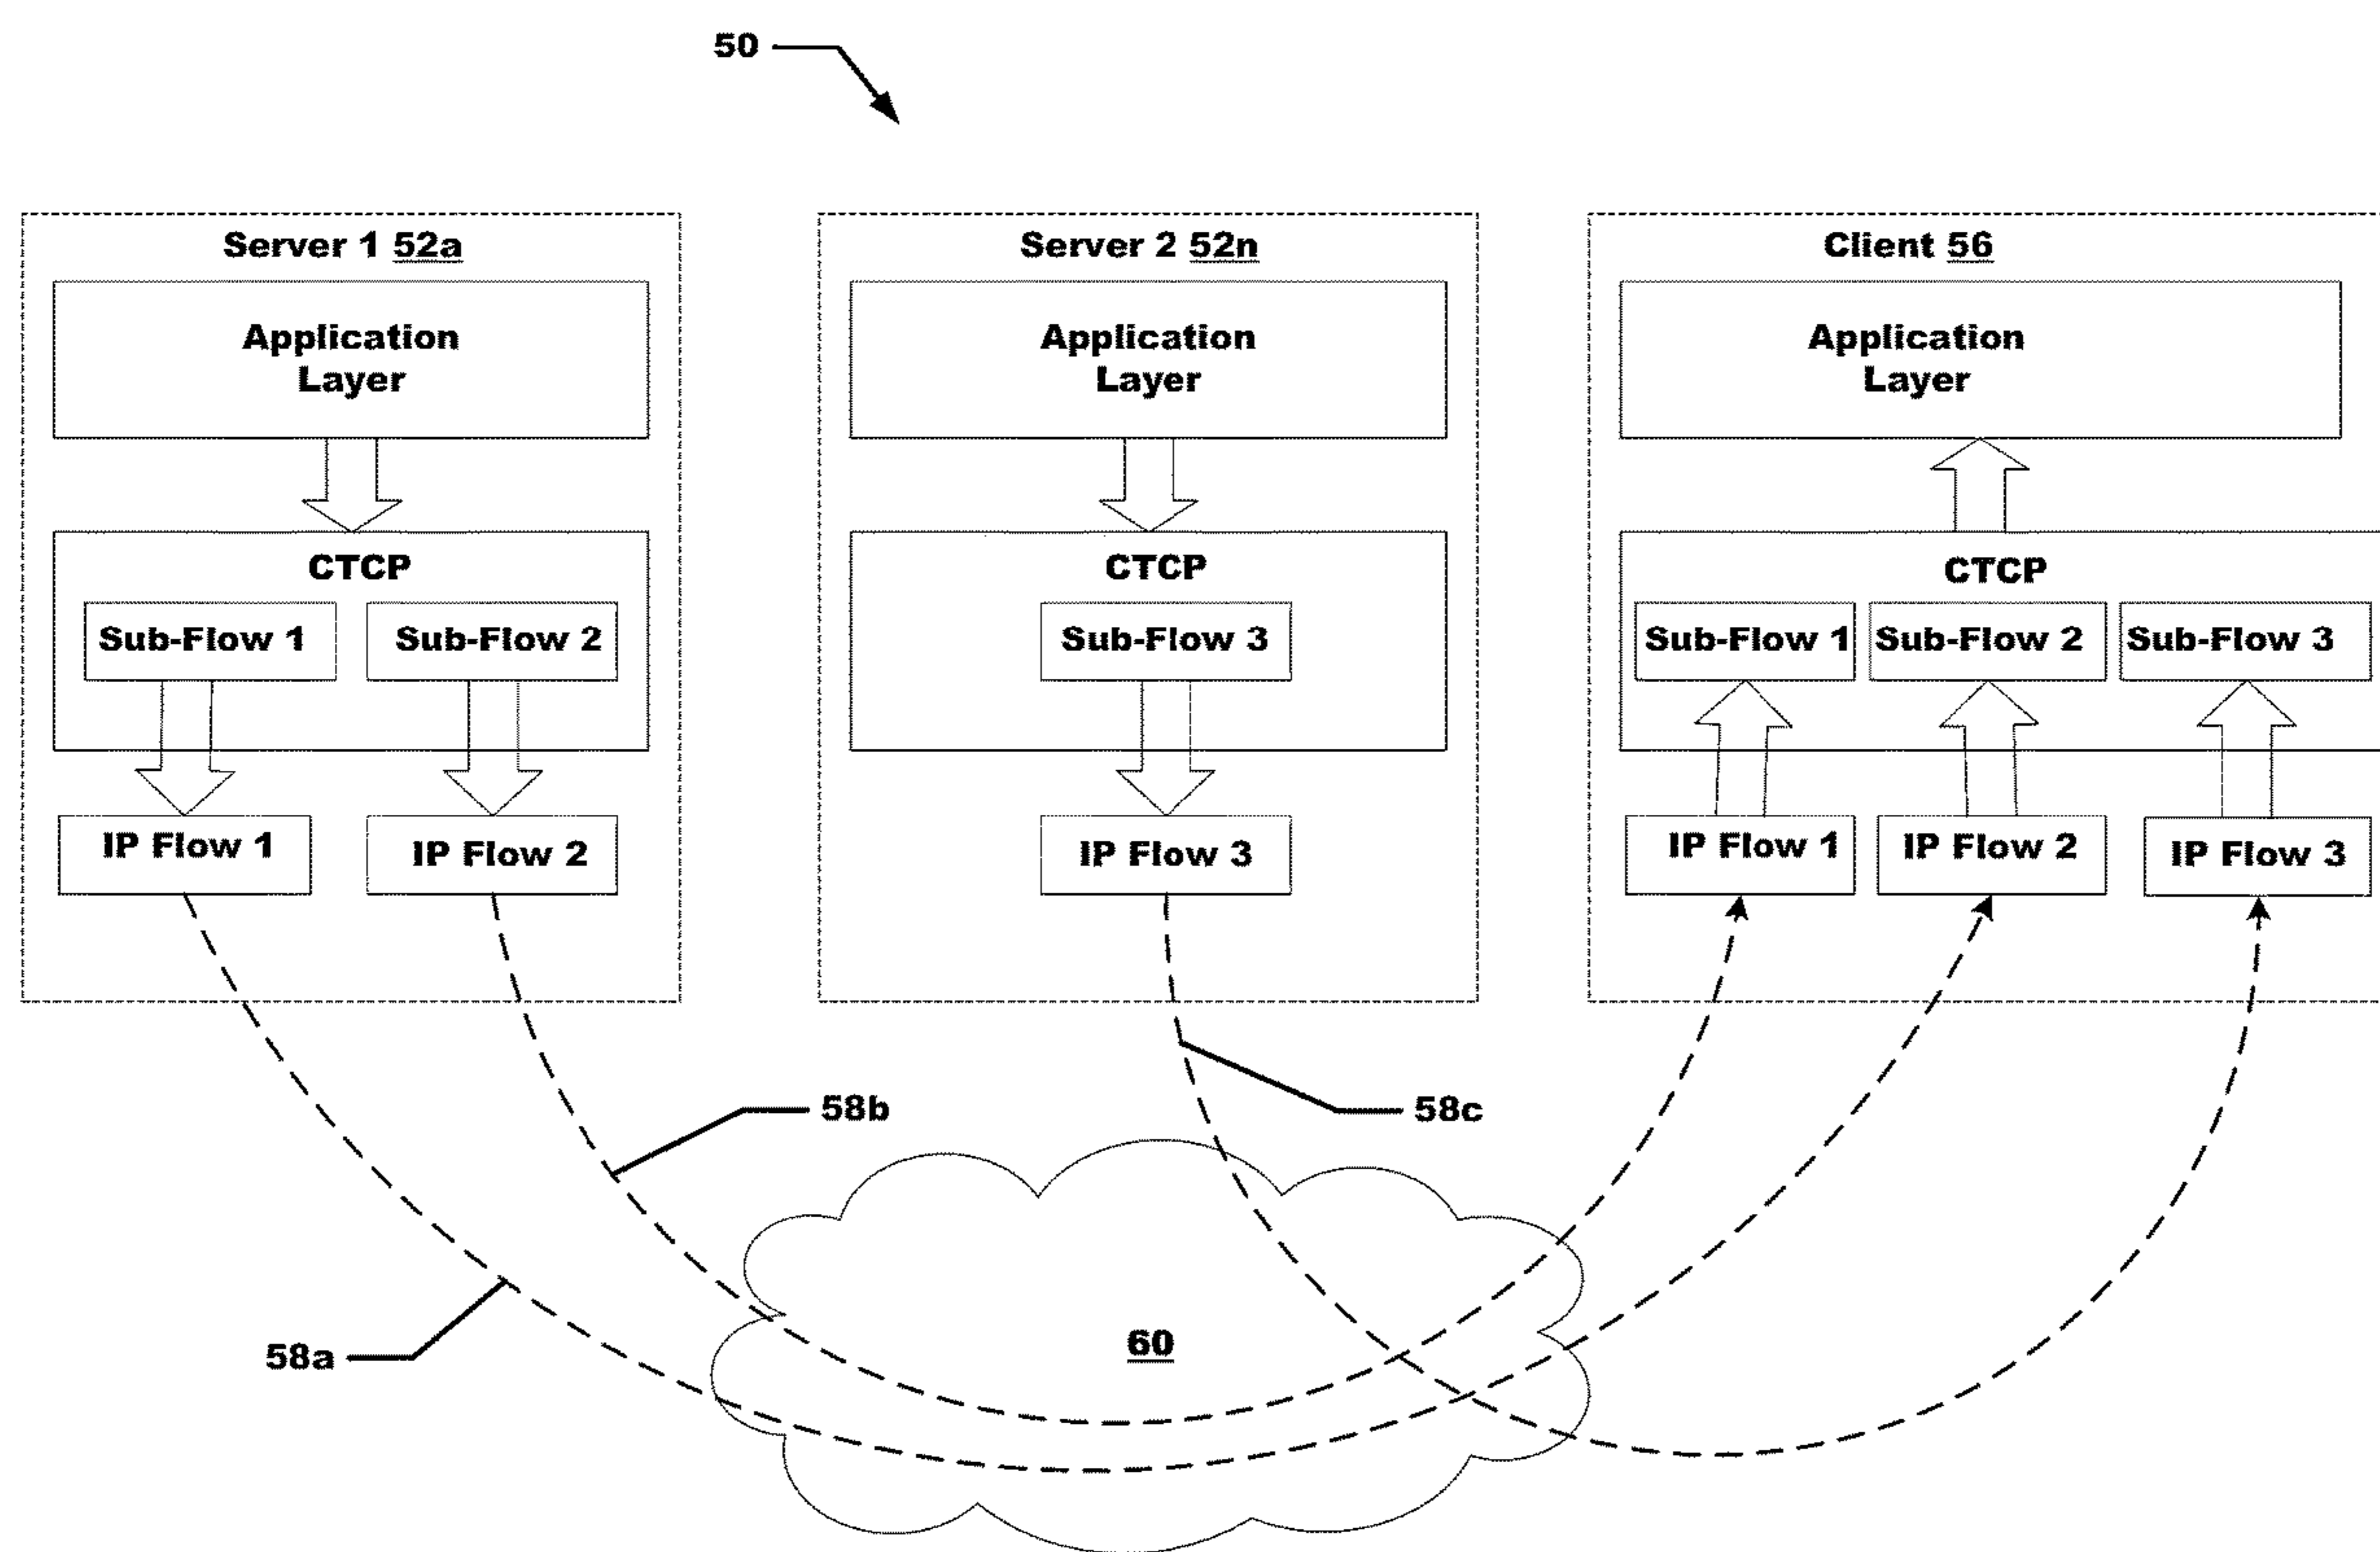 50
Server 1 52a
Application
Layer
CTCP
Sub-Flow 1
Sub-Flow 2
IP Flow 1
IP Flow 2
Server 2 52n
Application
Layer
CTCP
Sub-Flow 3
IP Flow 3
Client 56
Application
Layer
CTCP
Sub-Flow 1
Sub-Flow 2
Sub-Flow 3
IP Flow 1
IP Flow 2
IP Flow 3
58b
58c
58a
60